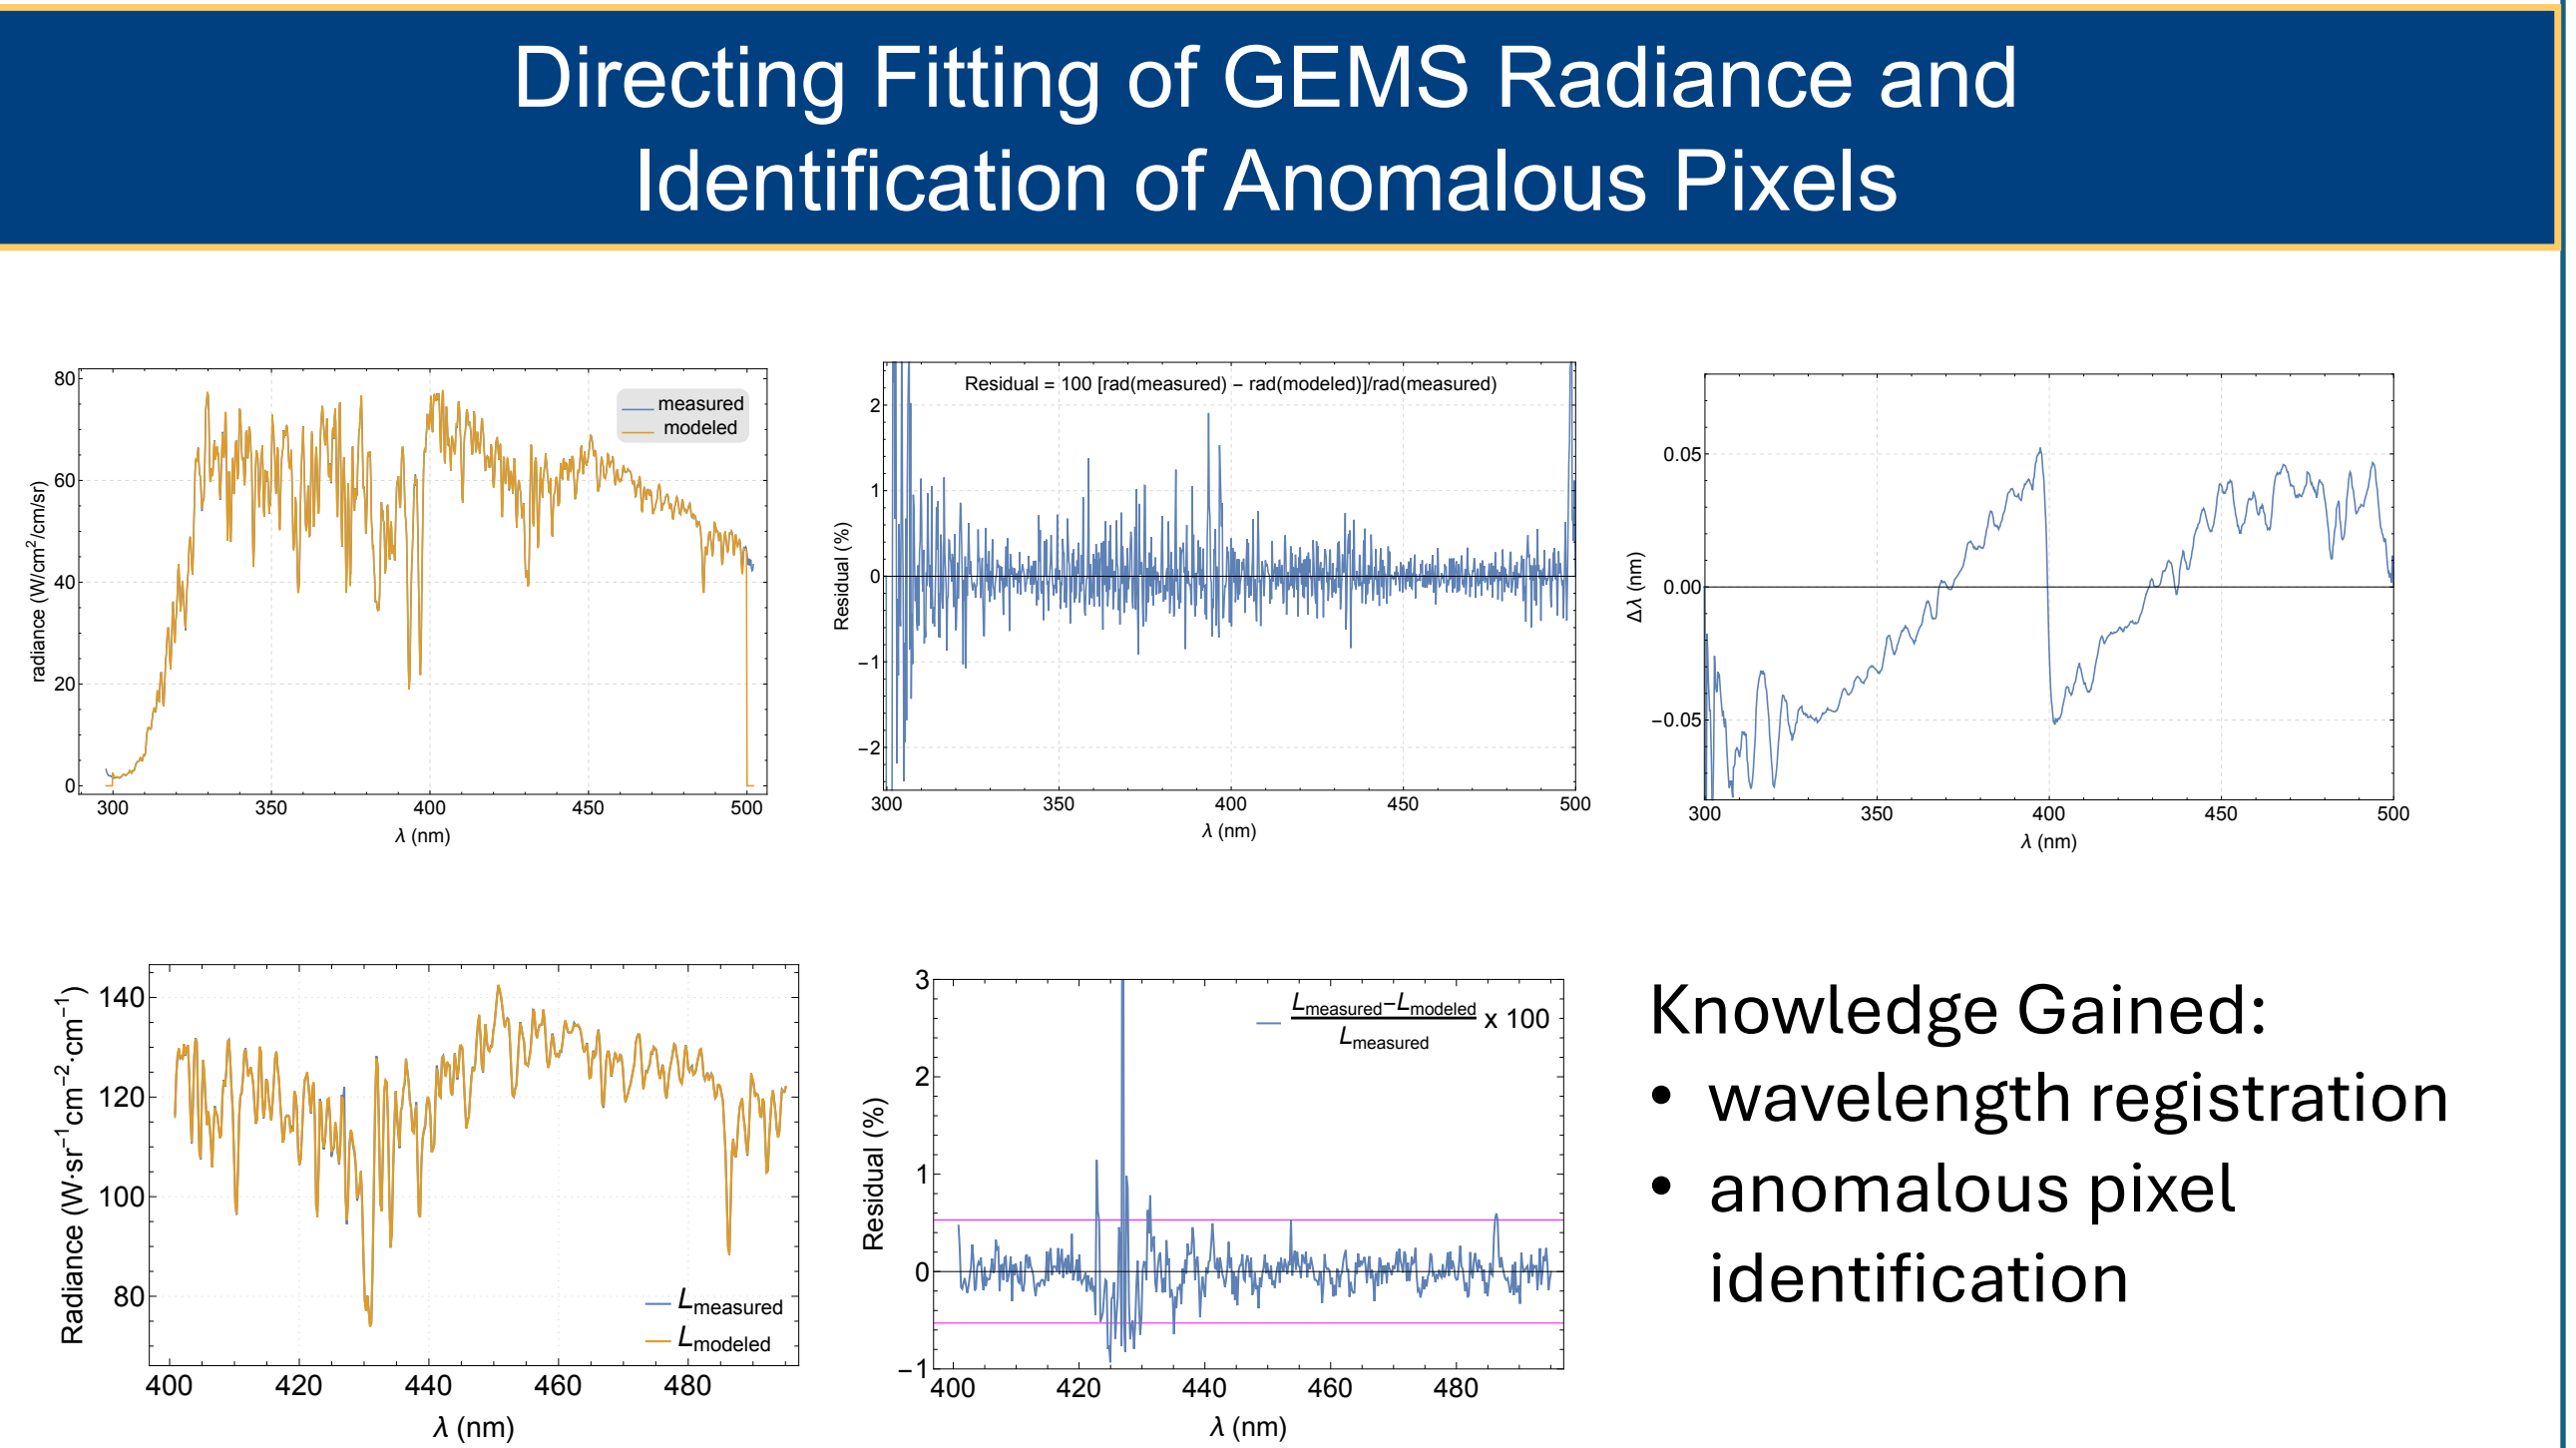 Directing Fitting of GEMS Radiance and
Identification of Anomalous Pixels
radiance (W/cm²/cm/sr)
80
60
40
20
0
measured
modeled
300 350 400 450 500
λ (nm)
Residual (%)
Residual = 100 [rad(measured) − rad(modeled)]/rad(measured)
2
1
0
−1
−2
300 350 400 450 500
λ (nm)
Δλ (nm)
0.05
0.00
−0.05
300 350 400 450 500
λ (nm)
Radiance (W·sr⁻¹cm⁻²·cm⁻¹)
140
120
100
80
Lmeasured
Lmodeled
400 420 440 460 480
λ (nm)
Residual (%)
3
2
1
0
−1
Lmeasured−Lmodeled
Lmeasured
x 100
400 420 440 460 480
λ (nm)
Knowledge Gained:
• wavelength registration
• anomalous pixel
identification